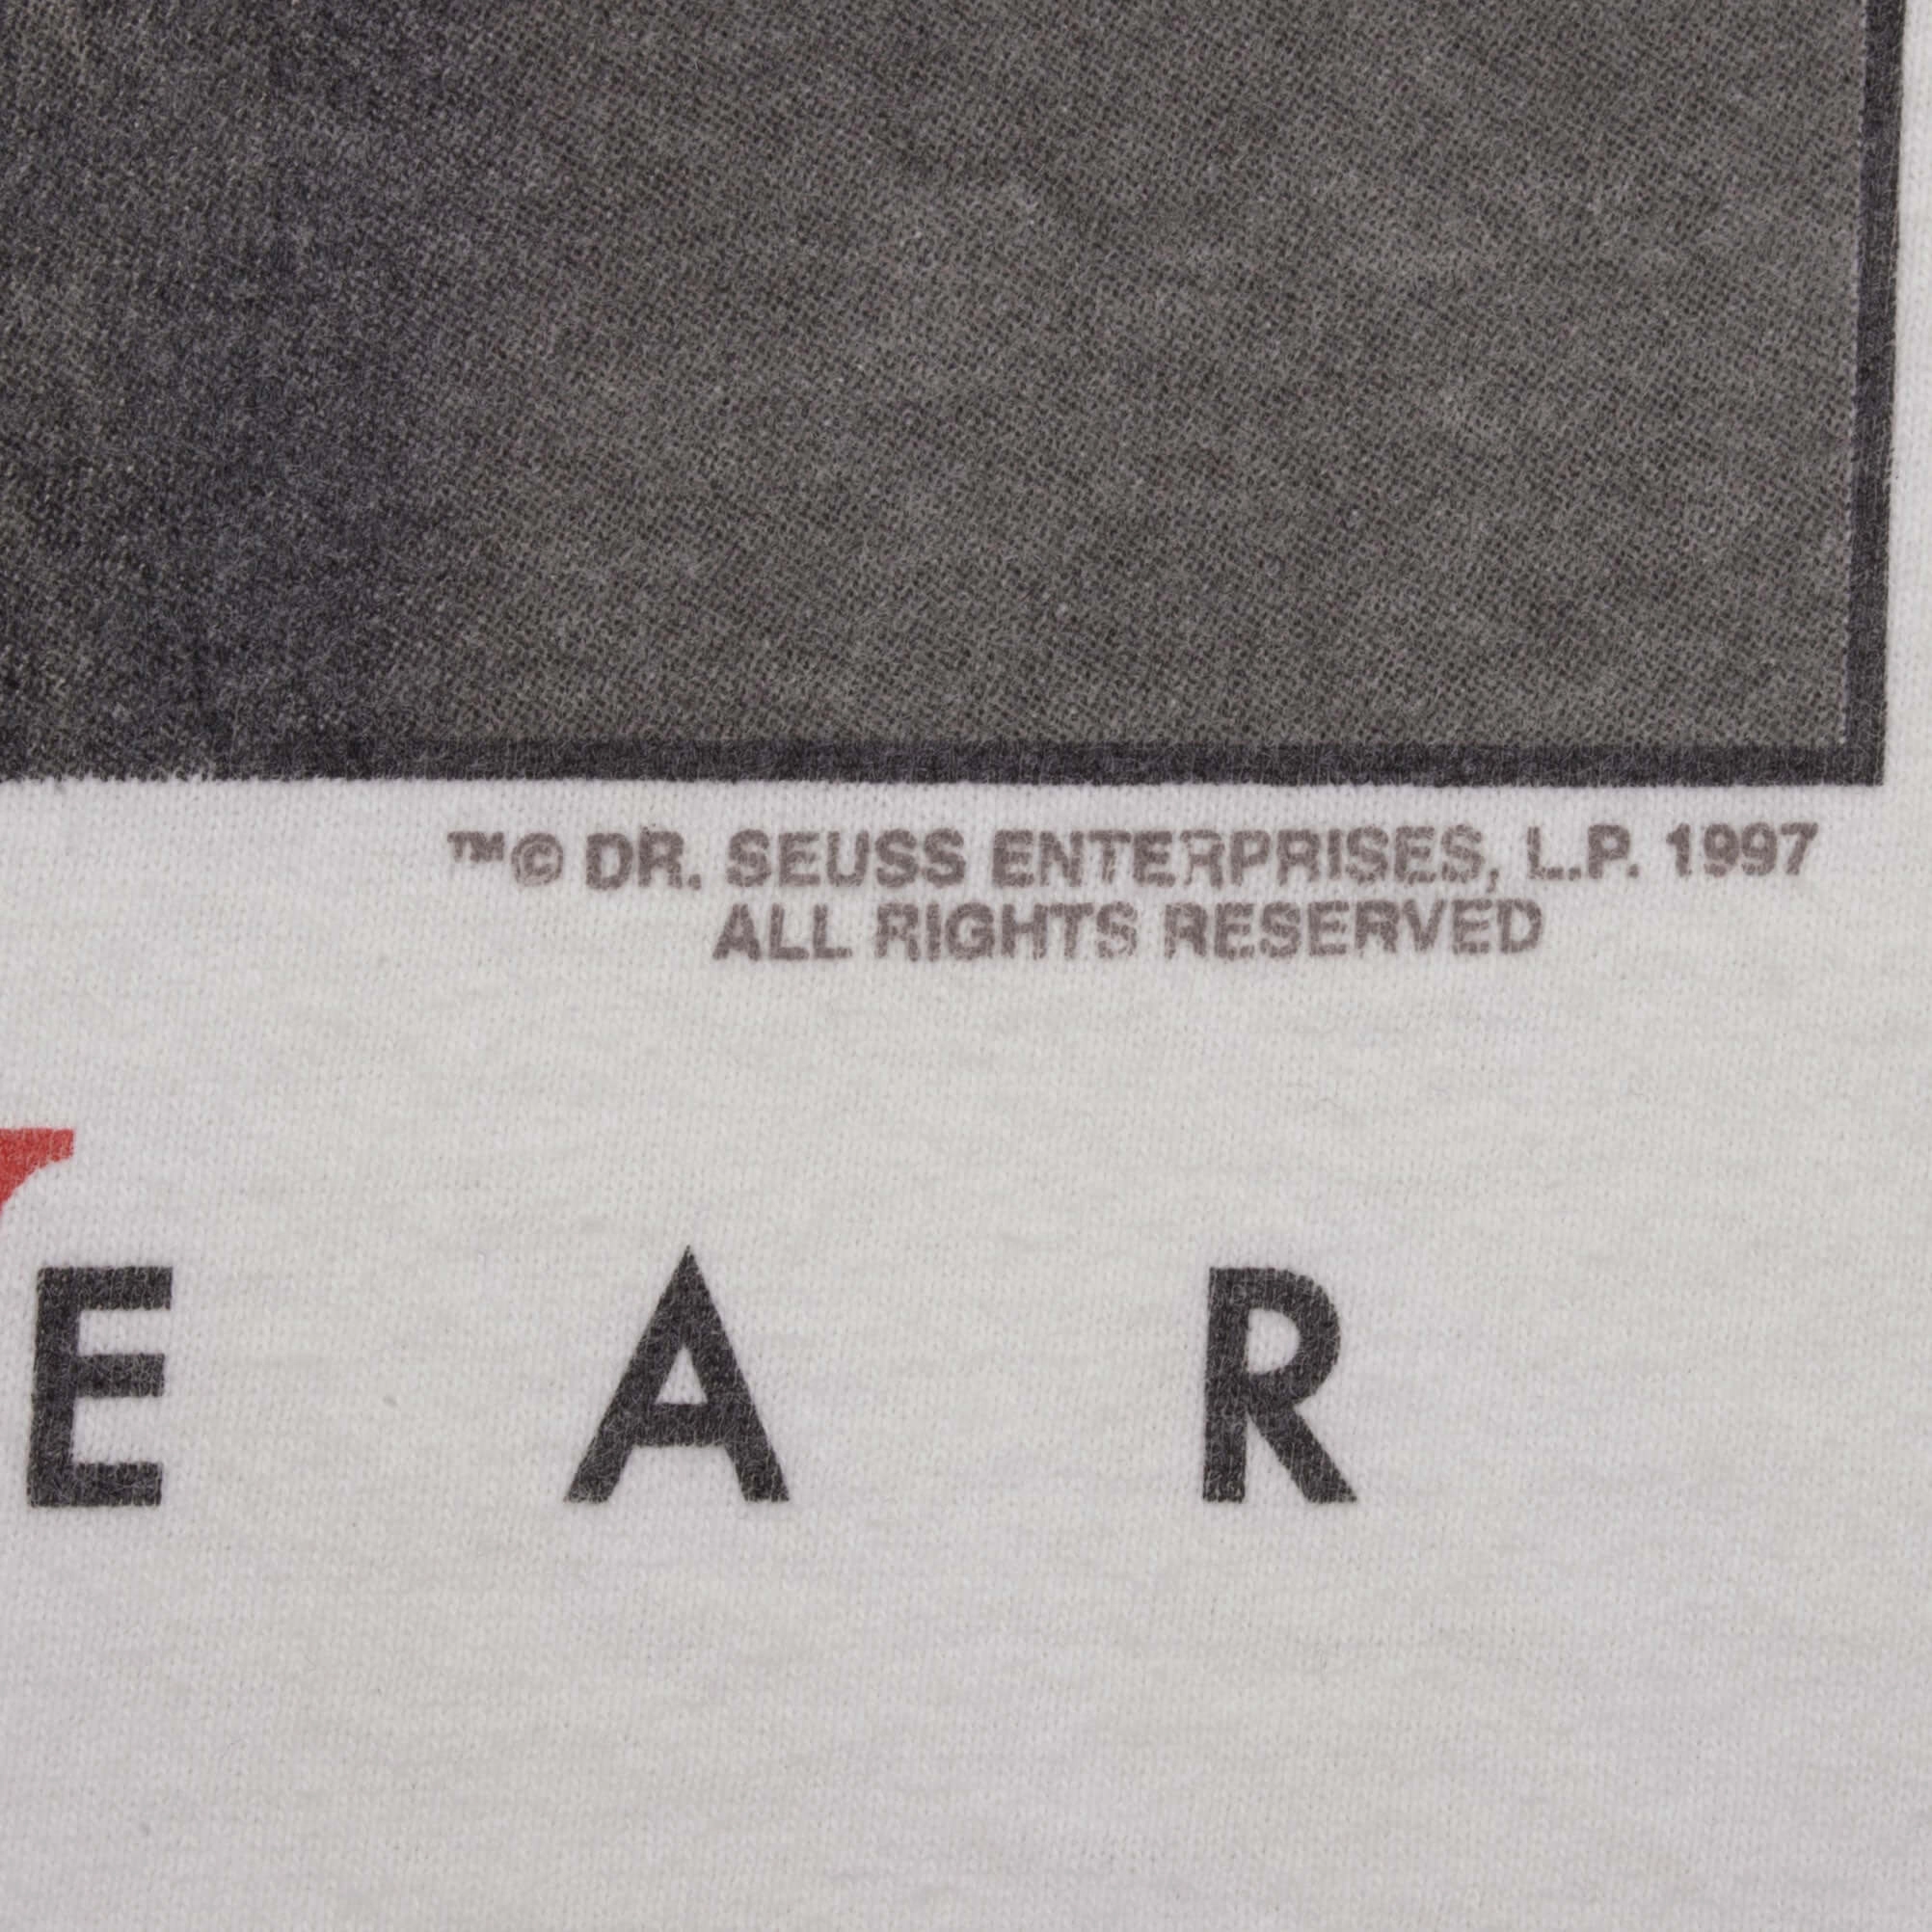 ™© DR. SEUSS ENTERPRISES, L.P. 1997
ALL RIGHTS RESERVED
E A R